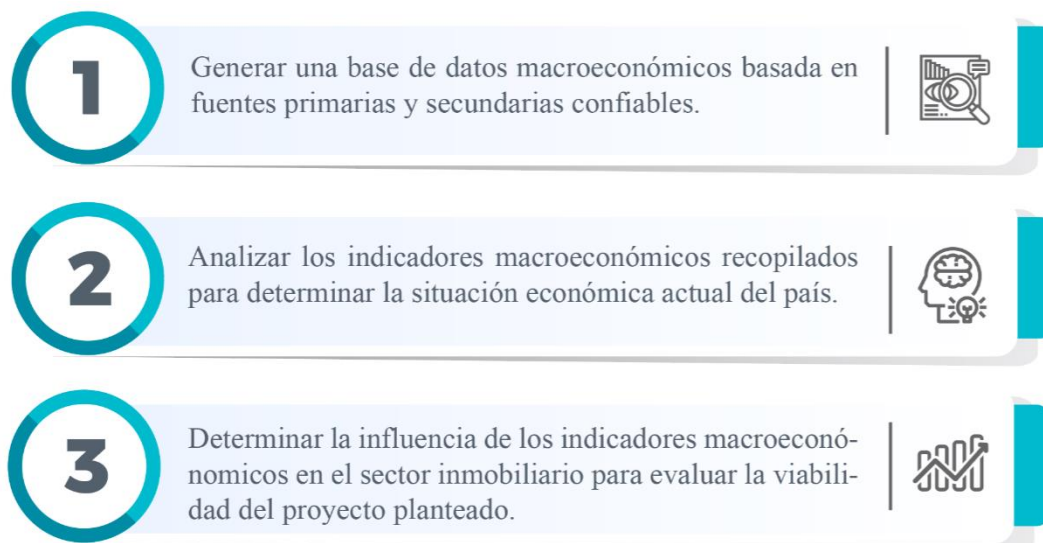 1
Generar una base de datos macroeconómicos basada en
fuentes primarias y secundarias confiables.
2
Analizar los indicadores macroeconómicos recopilados
para determinar la situación económica actual del país.
3
Determinar la influencia de los indicadores macroeconó-
nomicos en el sector inmobiliario para evaluar la viabili-
dad del proyecto planteado.